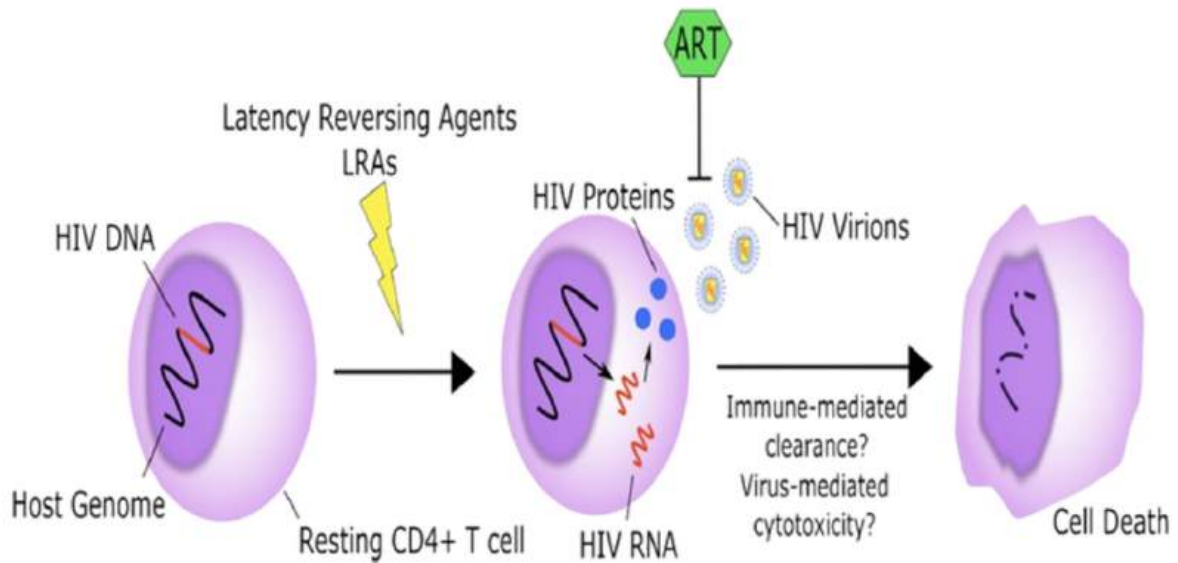 ART
Latency Reversing Agents
LRAs
HIV DNA
HIV Proteins
HIV Virions
Host Genome
Resting CD4+ T cell
HIV RNA
Immune-mediated
clearance?
Virus-mediated
cytotoxicity?
Cell Death